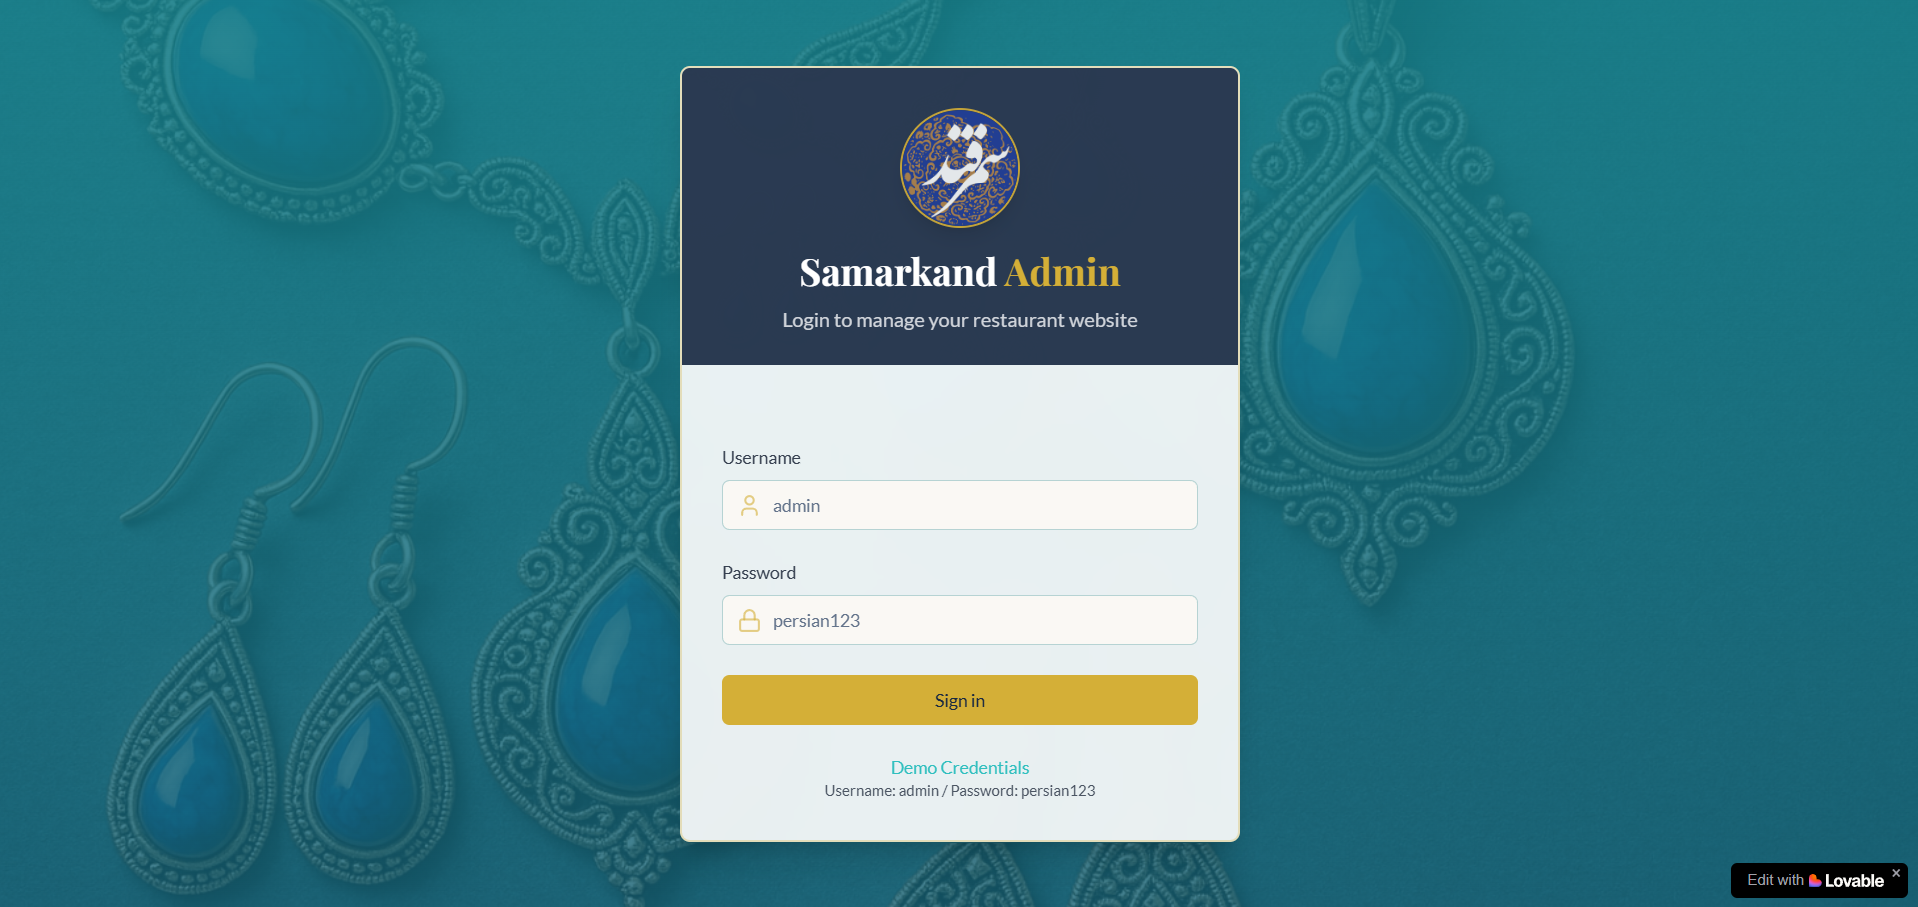 سمرقند
Samarkand Admin
Login to manage your restaurant website
Username
admin
Password
persian123
Sign in
Demo Credentials
Username: admin / Password: persian123
Edit with Lovable ×